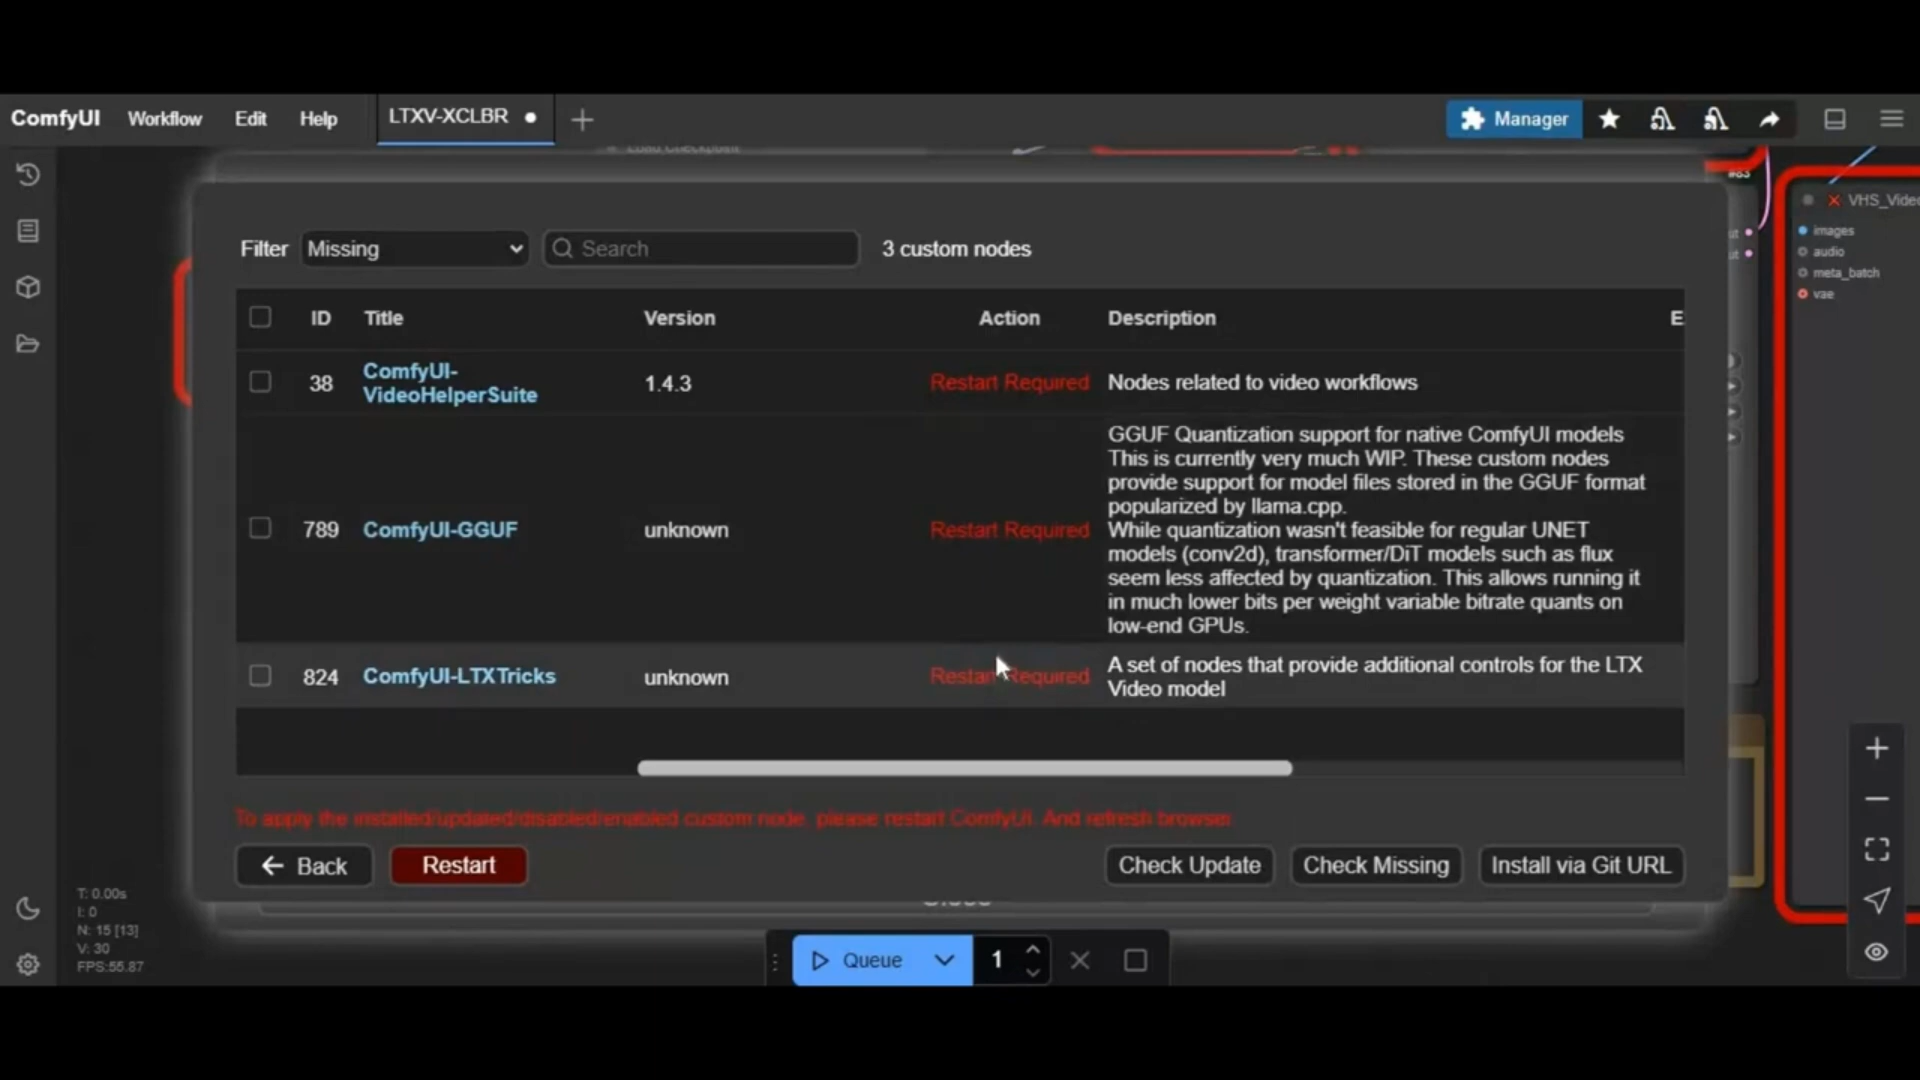 ComfyUI Workflow Edit Help LTXV-XCLBR Manager
Load Checkpoint
#83
VHS_Video
images
audio
meta_batch
vae
Filter Missing Search 3 custom nodes
ID Title Version Action Description E
38 ComfyUI-
VideoHelperSuite 1.4.3 Restart Required Nodes related to video workflows
789 ComfyUI-GGUF unknown Restart Required
GGUF Quantization support for native ComfyUI models
This is currently very much WIP. These custom nodes
provide support for model files stored in the GGUF format
popularized by llama.cpp.
While quantization wasn't feasible for regular UNET
models (conv2d), transformer/DiT models such as flux
seem less affected by quantization. This allows running it
in much lower bits per weight variable bitrate quants on
low-end GPUs.
824 ComfyUI-LTXTricks unknown Restart Required
A set of nodes that provide additional controls for the LTX
Video model
To apply the installed/updated/disabled/enabled custom node, please restart ComfyUI. And refresh browser.
Back Restart Check Update Check Missing Install via Git URL
T: 0.00s
I: 0
N: 15 [13]
V: 30
FPS:55.87
Queue 1